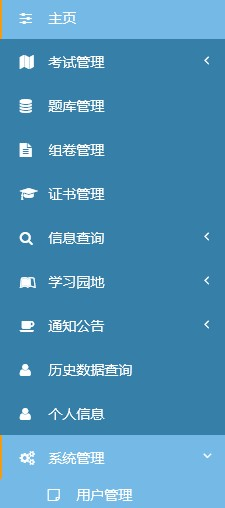 主页
考试管理
题库管理
组卷管理
证书管理
信息查询
学习园地
通知公告
历史数据查询
个人信息
系统管理
用户管理